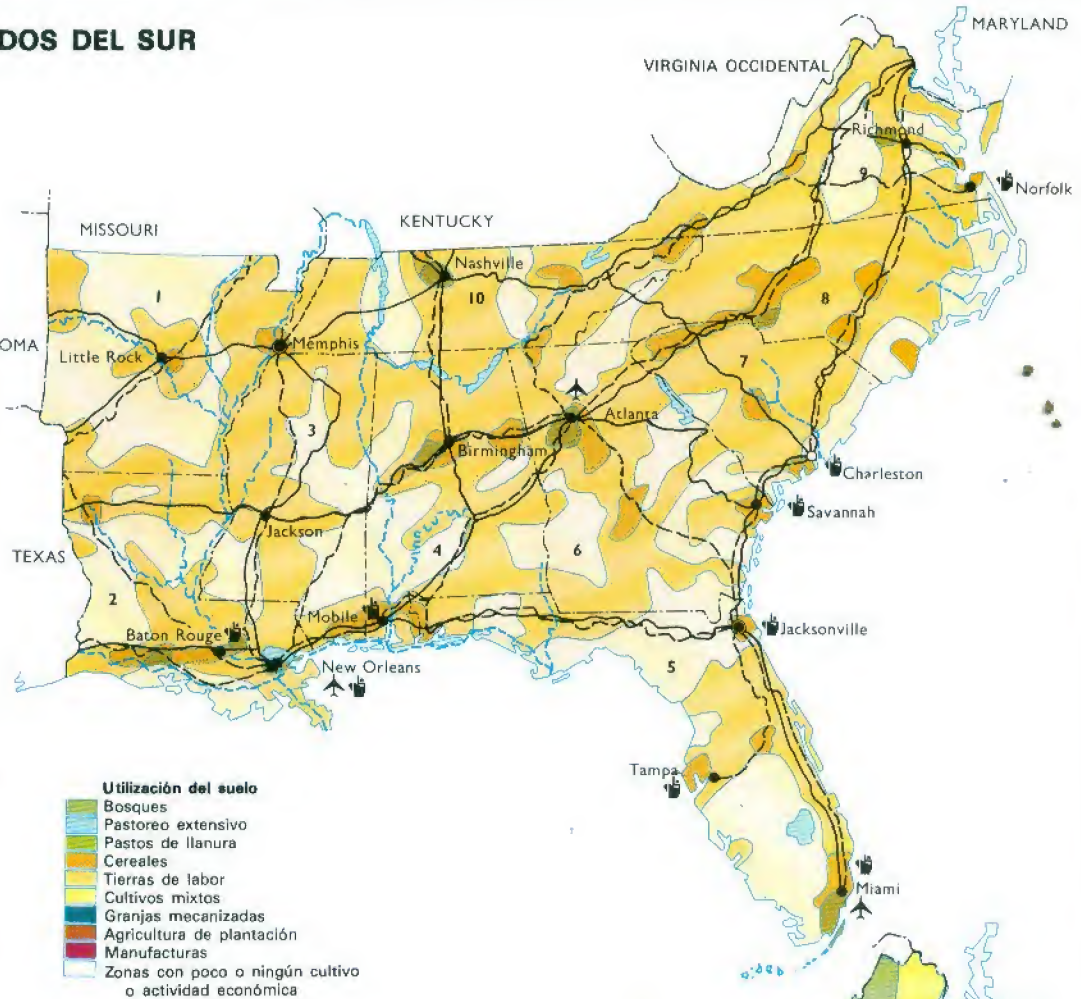 DOS DEL SUR
MARYLAND
VIRGINIA OCCIDENTAL
Richmond
9
Norfolk
MISSOURI
KENTUCKY
Nashville
1
10
8
OMA
Little Rock
Memphis
7
3
Atlanta
Birmingham
Charleston
Savannah
Jackson
TEXAS
4
6
2
Mobile
Baton Rouge
Jacksonville
New Orleans
5
Tampa
Miami
Utilización del suelo
Bosques
Pastoreo extensivo
Pastos de llanura
Cereales
Tierras de labor
Cultivos mixtos
Granjas mecanizadas
Agricultura de plantación
Manufacturas
Zonas con poco o ningún cultivo
o actividad económica